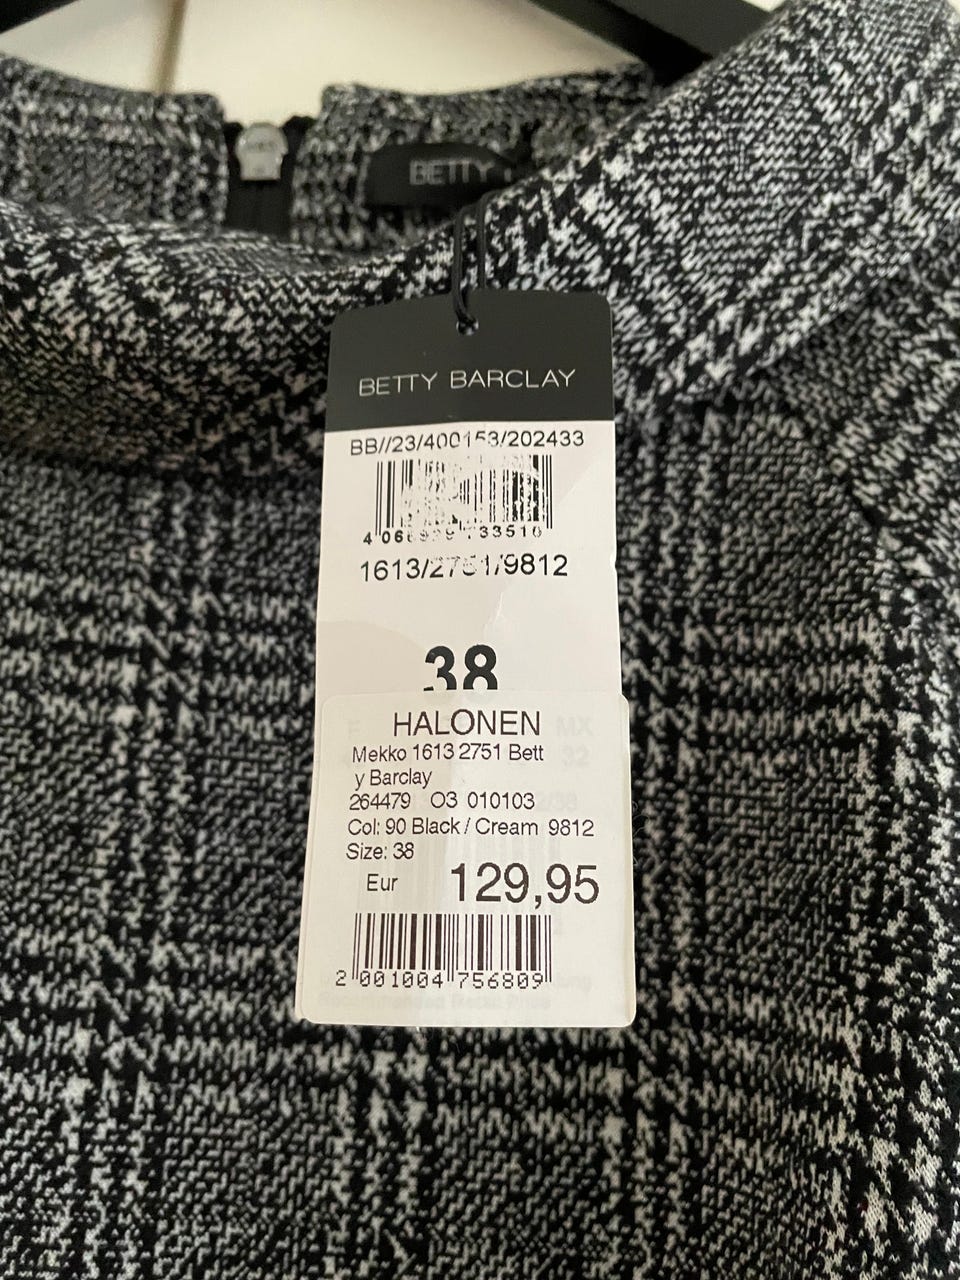 BETTY
BETTY BARCLAY
BB//23/400153/202433
1613/2751/9812
38
HALONEN
Mekko 1613 2751 Bett
y Barclay
264479 O3 010103
Col: 90 Black / Cream 9812
Size: 38
Eur 129,95
2 001004 756809